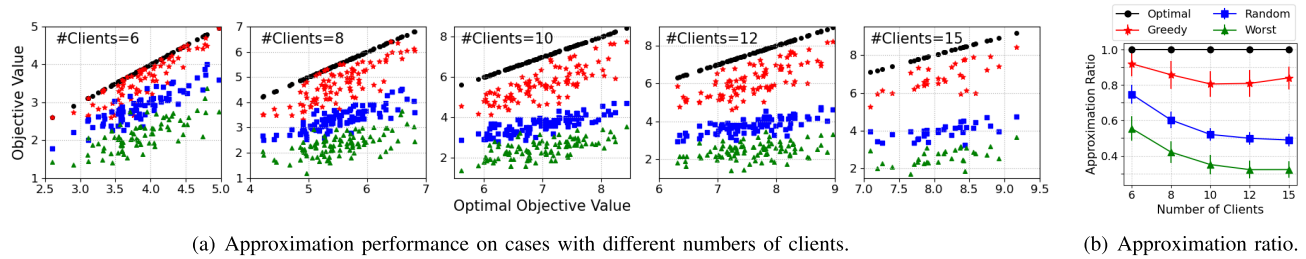 #Clients=6
#Clients=8
#Clients=10
#Clients=12
#Clients=15
Objective Value
5
4
3
2
1
2.5 3.0 3.5 4.0 4.5 5.0
7
6
5
4
3
2
1
4 5 6 7
8
6
4
2
6 7 8
8
6
4
2
6 7 8 9
8
6
4
2
7.0 7.5 8.0 8.5 9.0 9.5
Optimal Objective Value
Optimal
Greedy
Random
Worst
Approximation Ratio
1.0
0.8
0.6
0.4
6 8 10 12 15
Number of Clients
(a) Approximation performance on cases with different numbers of clients.
(b) Approximation ratio.